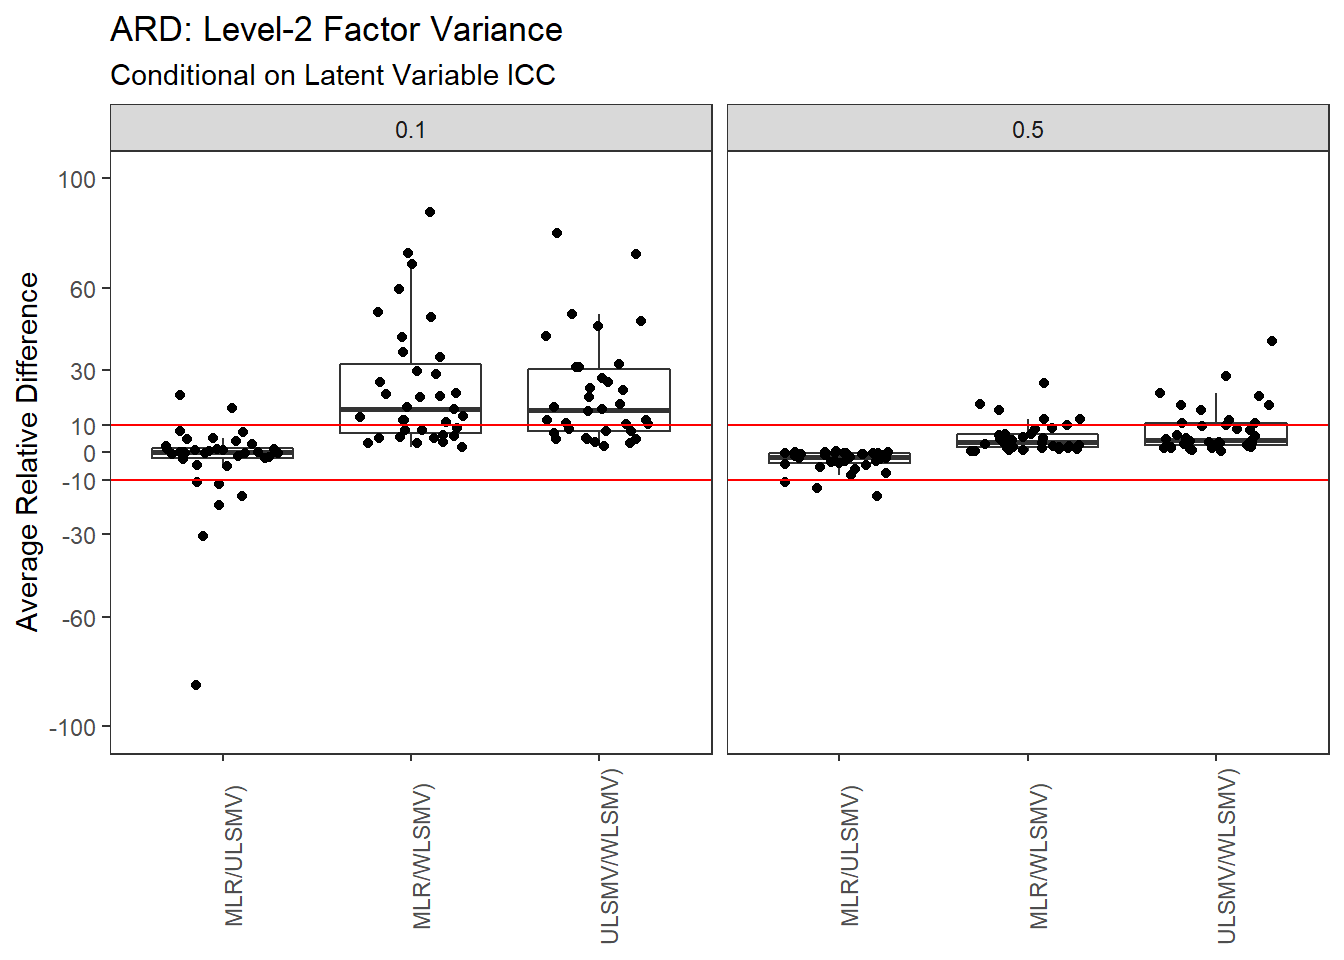 ARD: Level-2 Factor Variance
Conditional on Latent Variable ICC
0.1
0.5
Average Relative Difference
100
60
30
10
0
-10
-30
-60
-100
MLR/ULSMV)
MLR/WLSMV)
ULSMV/WLSMV)
MLR/ULSMV)
MLR/WLSMV)
ULSMV/WLSMV)